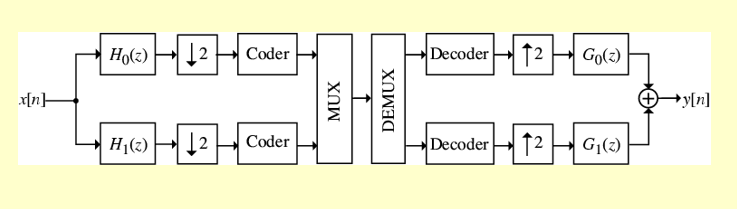 H₀(z) ↓2 Coder MUX DEMUX Decoder ↑2 G₀(z)
x[n] + y[n]
H₁(z) ↓2 Coder Decoder ↑2 G₁(z)